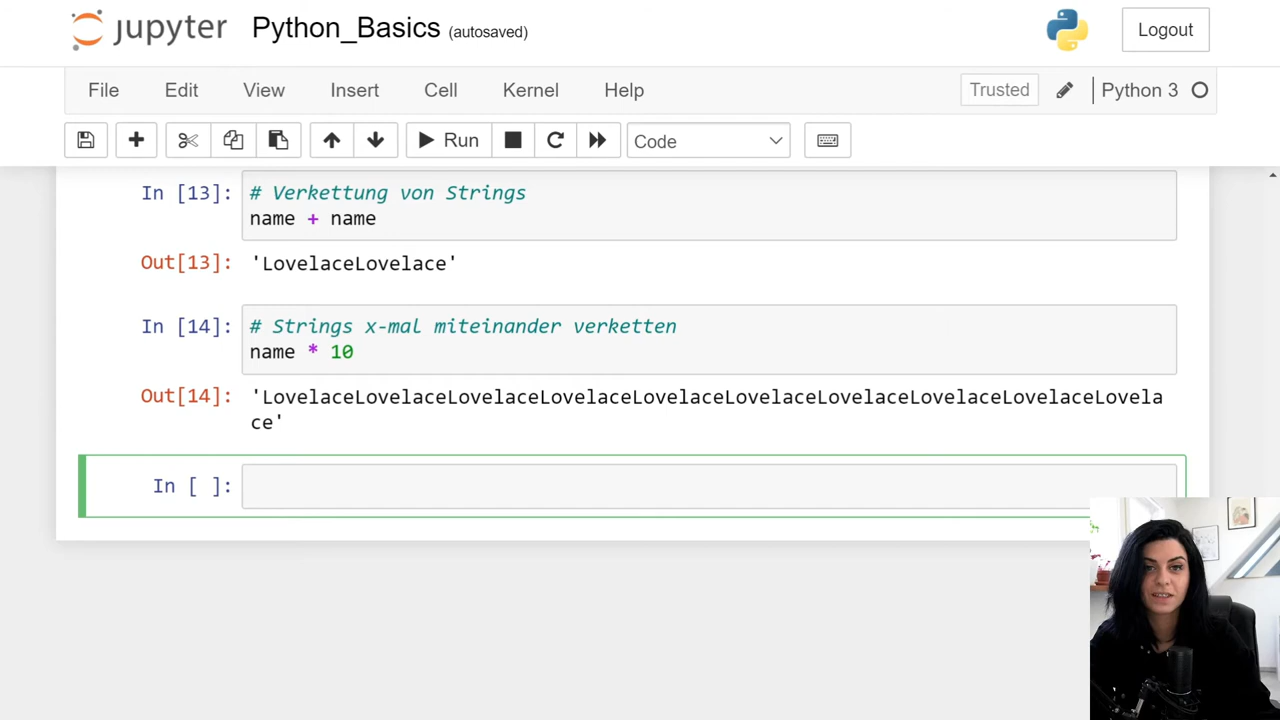 jupyter Python_Basics (autosaved) Logout
File Edit View Insert Cell Kernel Help Trusted Python 3
Run Code
In [13]: # Verkettung von Strings
name + name
Out[13]: 'LovelaceLovelace'
In [14]: # Strings x-mal miteinander verketten
name * 10
Out[14]: 'LovelaceLovelaceLovelaceLovelaceLovelaceLovelaceLovelaceLovelaceLovelaceLovela
ce'
In [ ]: